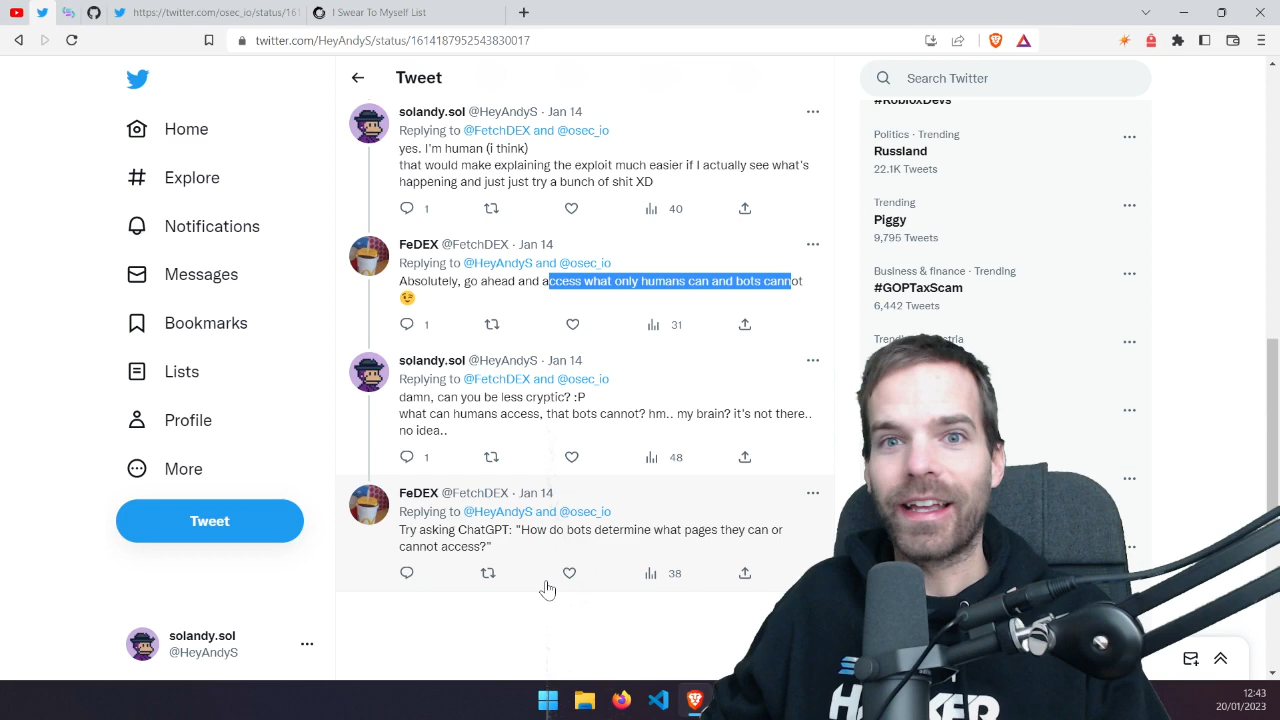 https://twitter.com/osec_io/status/161
I Swear To Myself List
twitter.com/HeyAndyS/status/1614187952543830017
Home
Explore
Notifications
Messages
Bookmarks
Lists
Profile
More
Tweet
solandy.sol
@HeyAndyS
Tweet
solandy.sol @HeyAndyS · Jan 14
Replying to @FetchDEX and @osec_io
yes. I'm human (i think)
that would make explaining the exploit much easier if I actually see what's
happening and just just try a bunch of shit XD
1
40
FeDEX @FetchDEX · Jan 14
Replying to @HeyAndyS and @osec_io
Absolutely, go ahead and access what only humans can and bots cannot
😉
1
31
solandy.sol @HeyAndyS · Jan 14
Replying to @FetchDEX and @osec_io
damn, can you be less cryptic? :P
what can humans access, that bots cannot? hm.. my brain? it's not there..
no idea..
1
48
FeDEX @FetchDEX · Jan 14
Replying to @HeyAndyS and @osec_io
Try asking ChatGPT: "How do bots determine what pages they can or
cannot access?"
38
Search Twitter
#RobloxDevs
Politics · Trending
Russland
22.1K Tweets
Trending
Piggy
9,795 Tweets
Business & finance · Trending
#GOPTaxScam
6,442 Tweets
12:43
20/01/2023